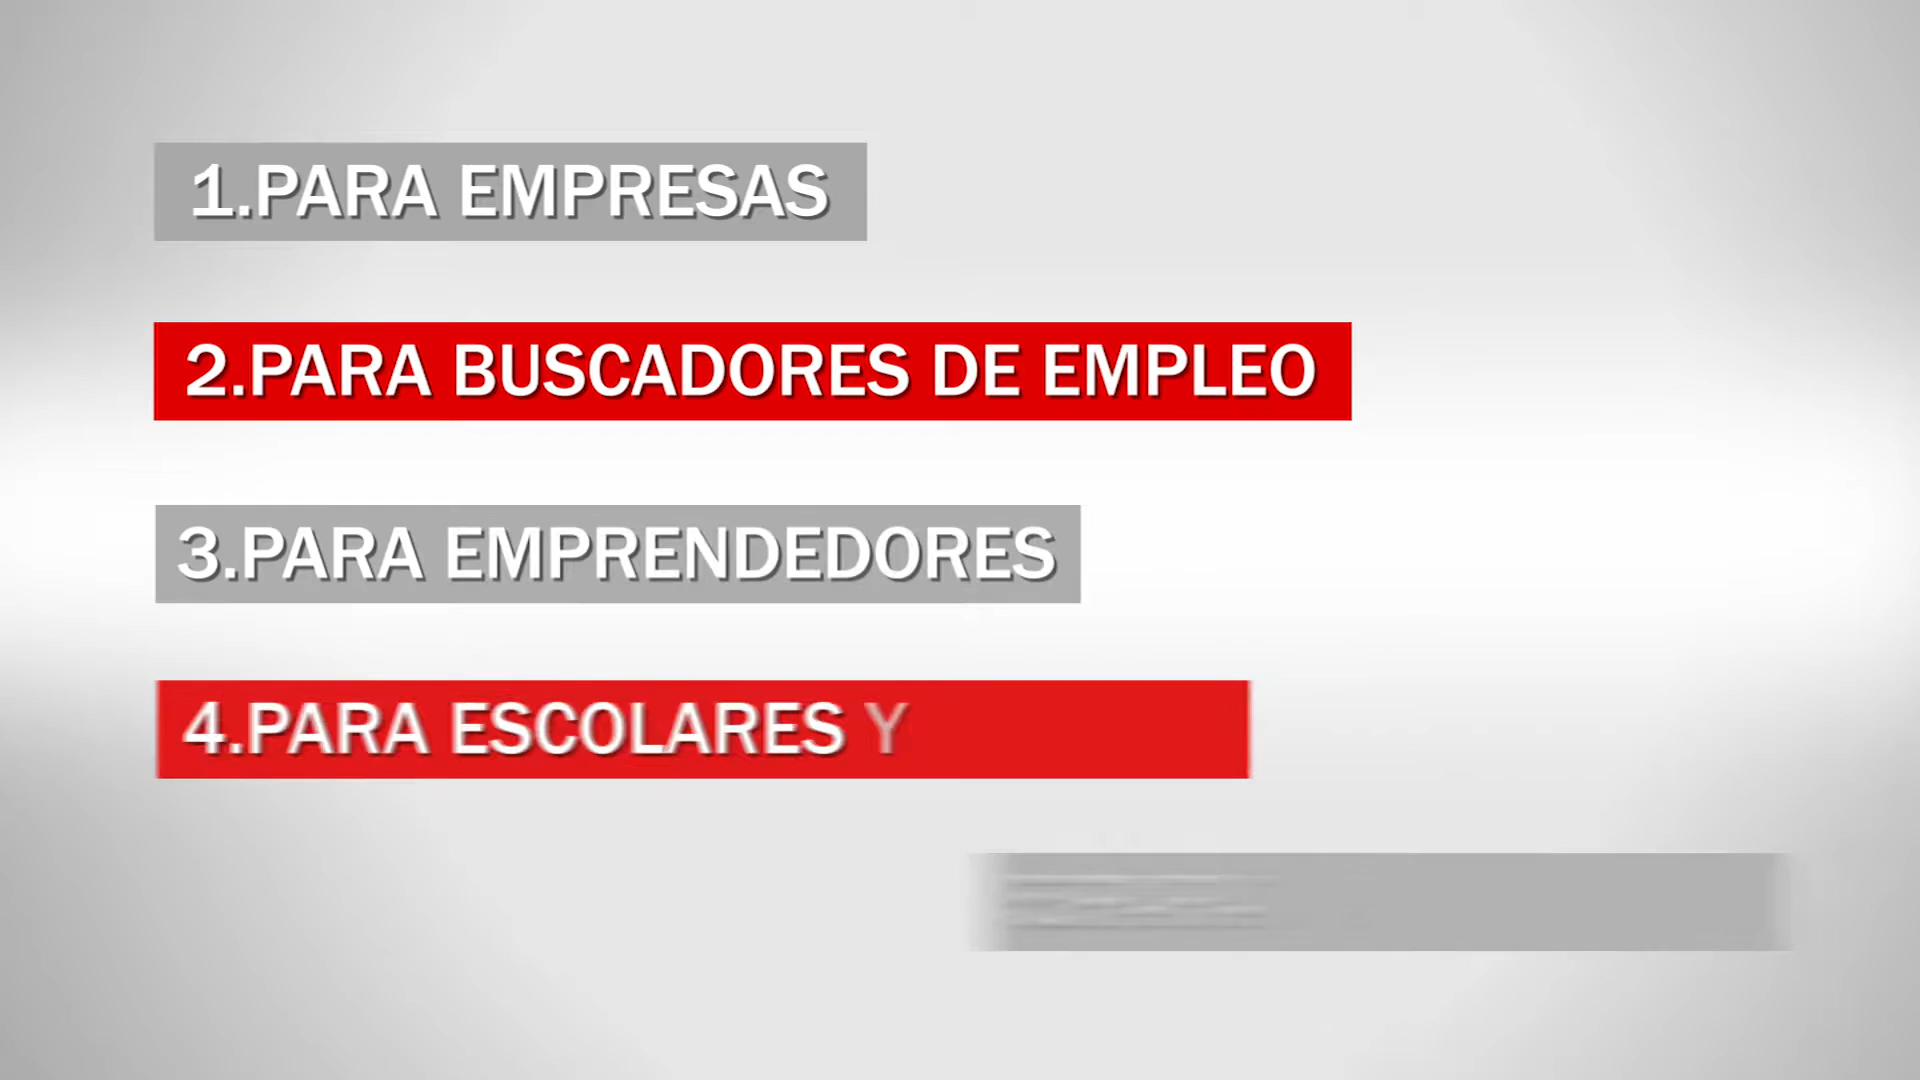 1.PARA EMPRESAS
2.PARA BUSCADORES DE EMPLEO
3.PARA EMPRENDEDORES
4.PARA ESCOLARES Y